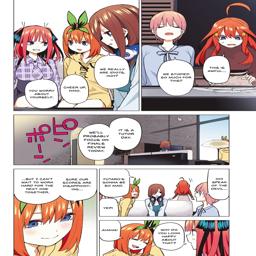 YOU WORRY
ABOUT
YOURSELF.
CHEER UP,
MIKU.
WE REALLY
ARE IDIOTS,
HUH?
WE STUDIED
SO MUCH FOR
THIS?
THIS IS
AWFUL...
IT IS A
TUTOR
DAY.
WE'LL
PROBABLY
FOCUS ON
FINALS
REVIEW
TODAY.
SPEAK
OF THE
DEVIL.
FUTARO'S
GONNA BE
SO MAD.
YEP!
SURE OUR
SCORES ARE
DISAPPOINT-
ING...
...BUT I CAN'T
WAIT TO WORK
HARD FOR THE
NEXT ONE
TOGETHER.
WHY DO
YOU LOOK
HAPPY ABOUT
THAT?